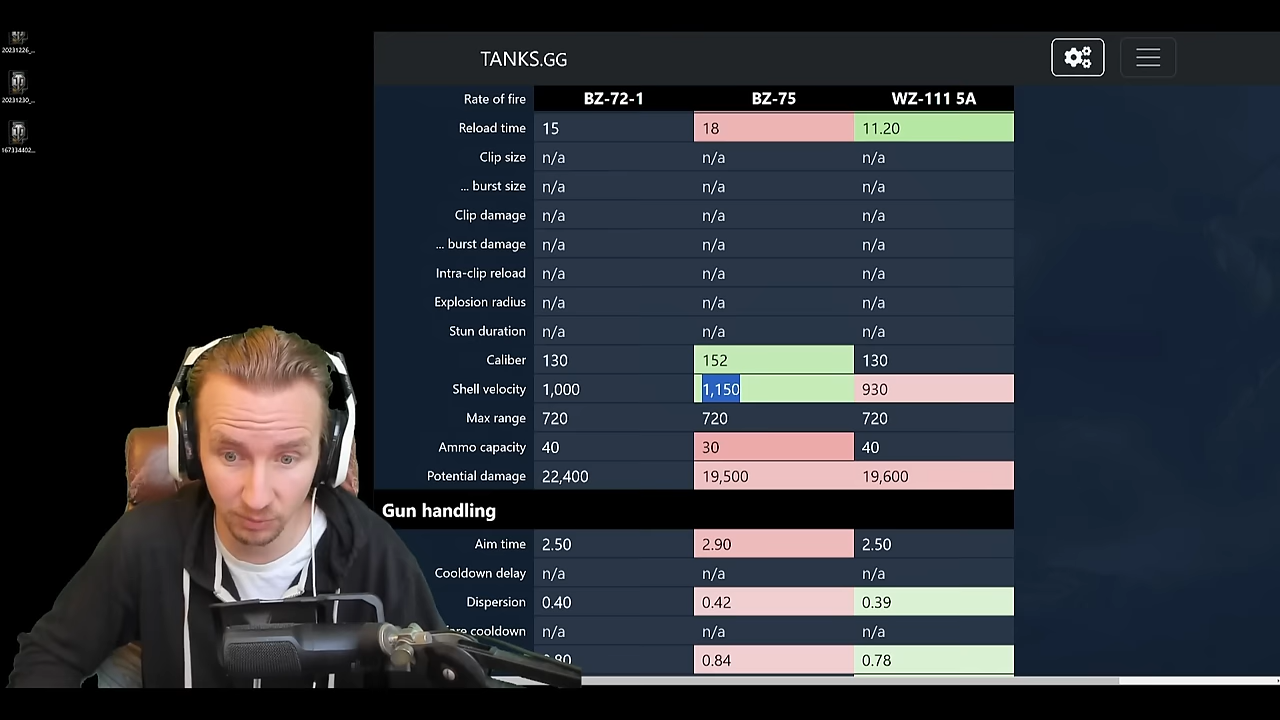 TANKS.GG
20231226_...
20231230_...
167334402...
Rate of fire BZ-72-1 BZ-75 WZ-111 5A
Reload time 15 18 11.20
Clip size n/a n/a n/a
... burst size n/a n/a n/a
Clip damage n/a n/a n/a
... burst damage n/a n/a n/a
Intra-clip reload n/a n/a n/a
Explosion radius n/a n/a n/a
Stun duration n/a n/a n/a
Caliber 130 152 130
Shell velocity 1,000 1,150 930
Max range 720 720 720
Ammo capacity 40 30 40
Potential damage 22,400 19,500 19,600
Gun handling
Aim time 2.50 2.90 2.50
Cooldown delay n/a n/a n/a
Dispersion 0.40 0.42 0.39
cooldown n/a n/a n/a
0.84 0.78